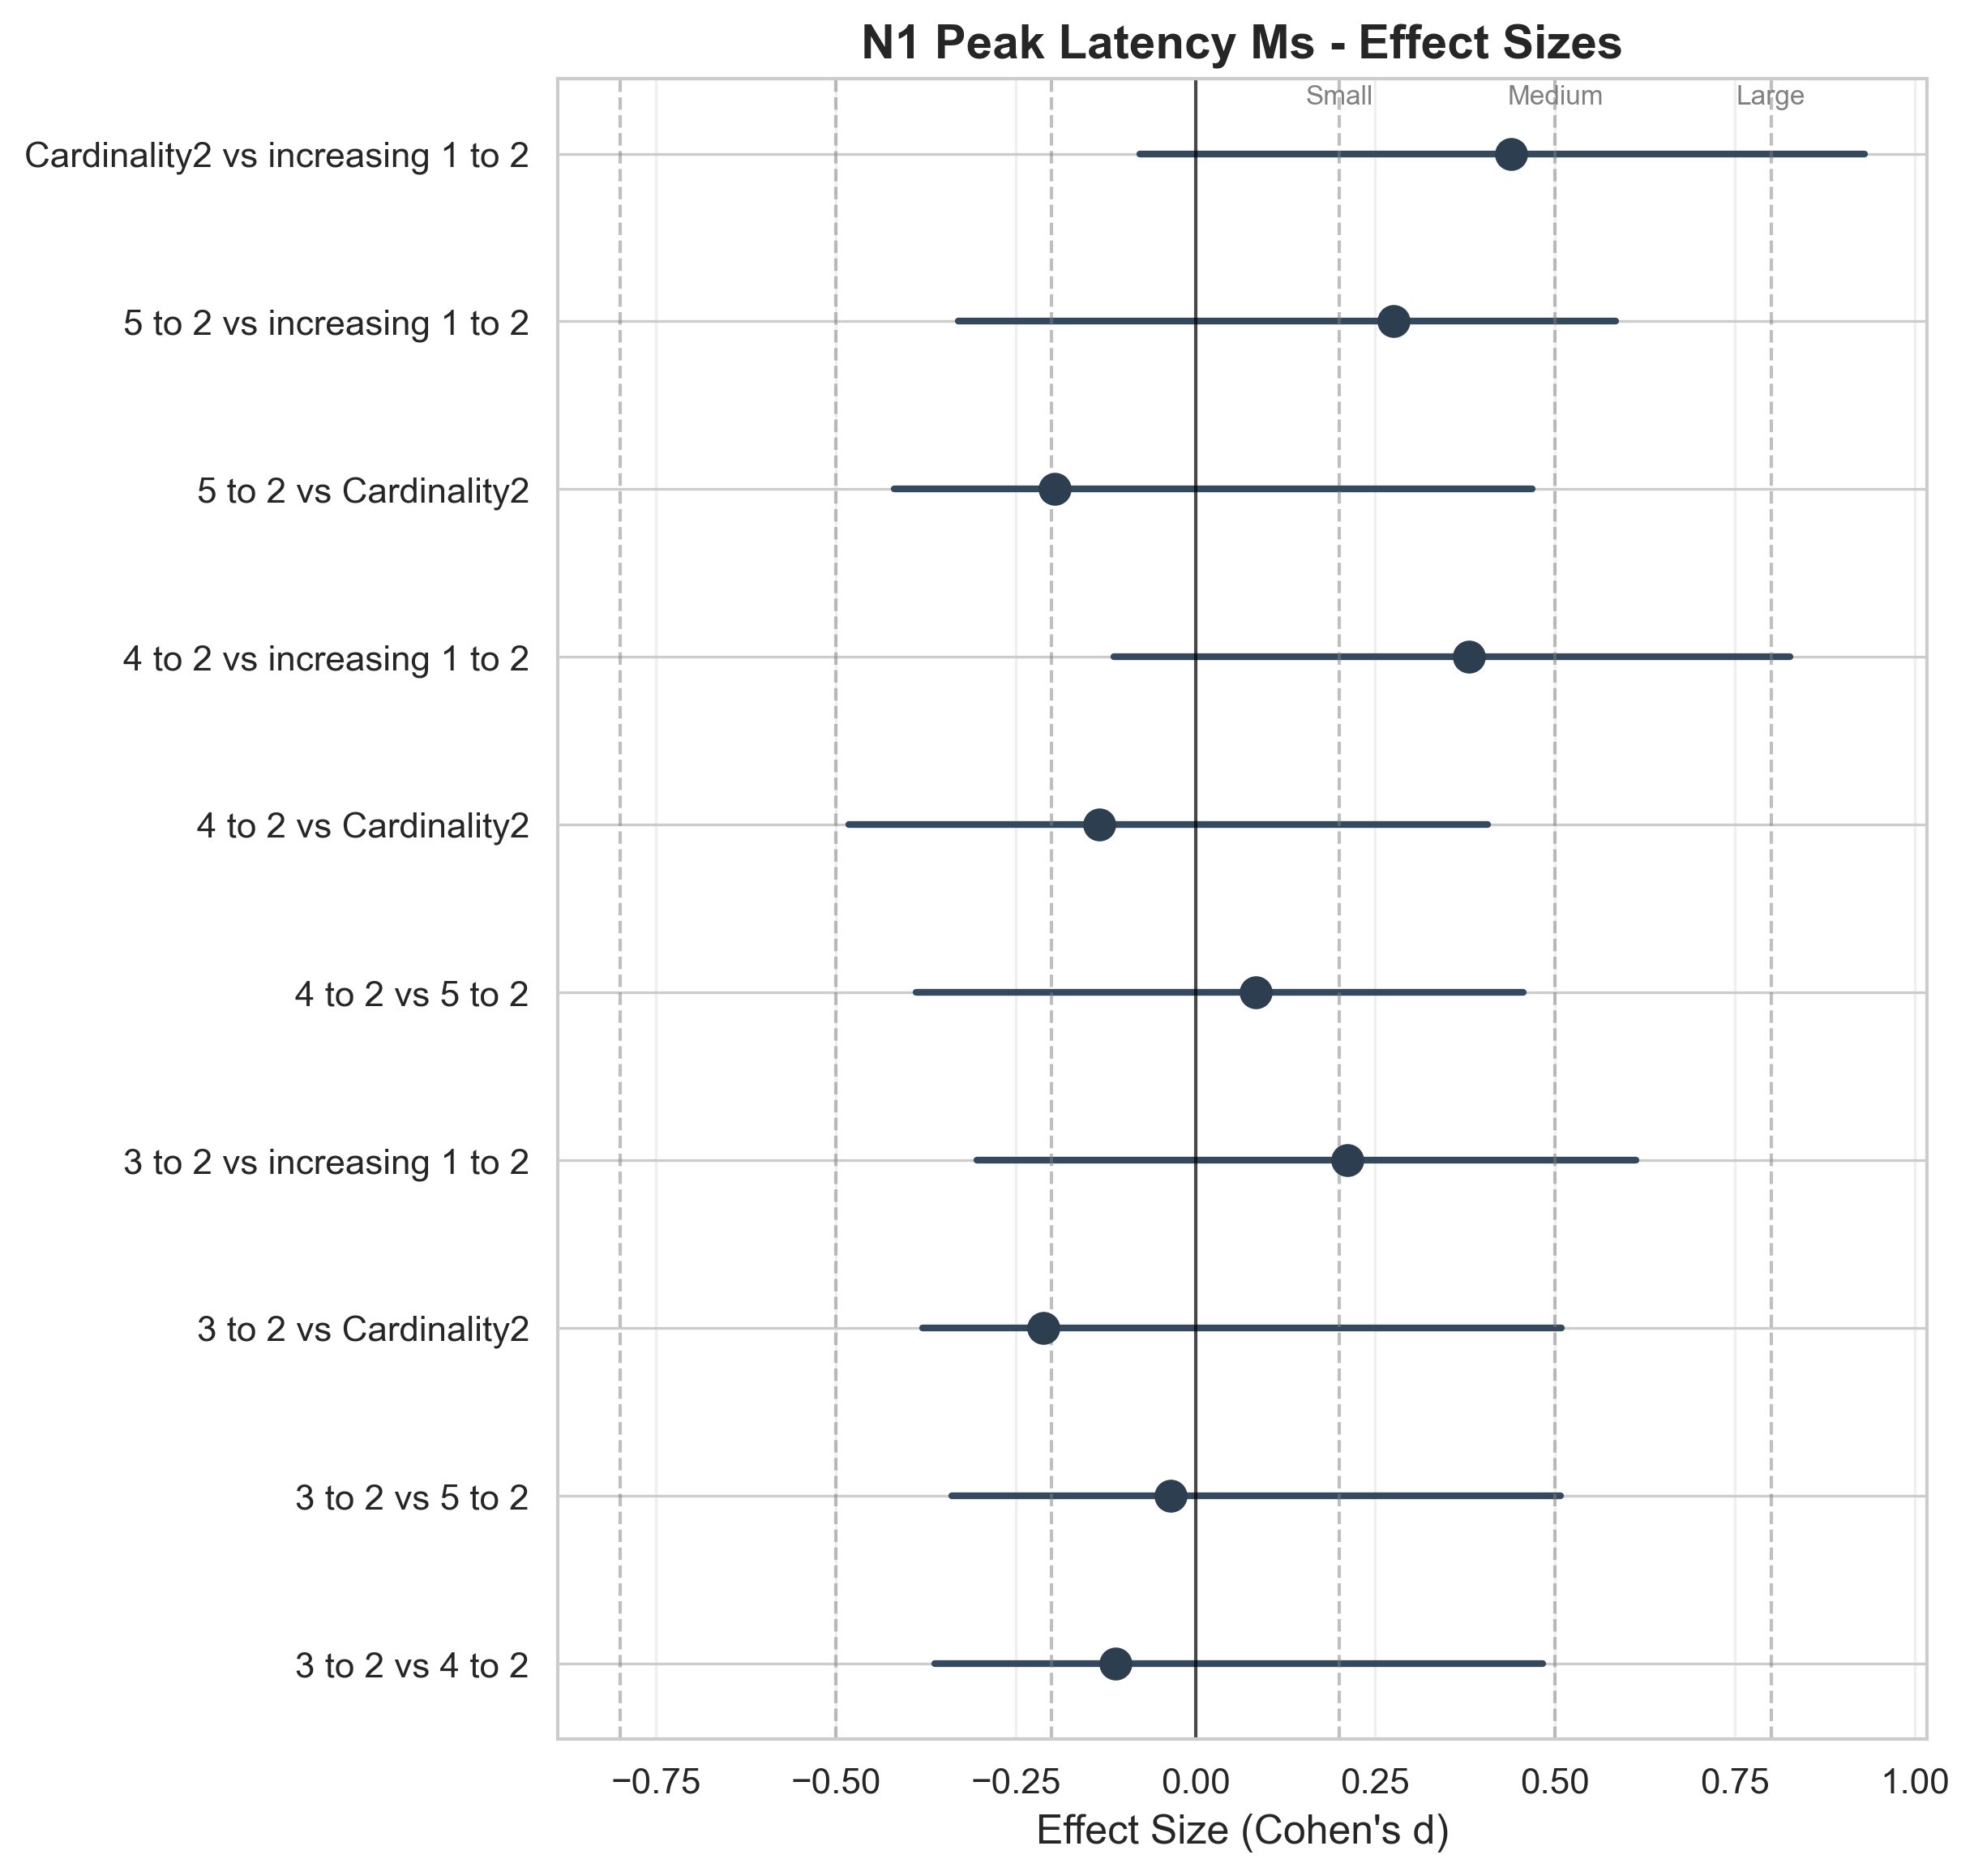 N1 Peak Latency Ms - Effect Sizes
Small Medium Large
Cardinality2 vs increasing 1 to 2
5 to 2 vs increasing 1 to 2
5 to 2 vs Cardinality2
4 to 2 vs increasing 1 to 2
4 to 2 vs Cardinality2
4 to 2 vs 5 to 2
3 to 2 vs increasing 1 to 2
3 to 2 vs Cardinality2
3 to 2 vs 5 to 2
3 to 2 vs 4 to 2
−0.75 −0.50 −0.25 0.00 0.25 0.50 0.75 1.00
Effect Size (Cohen's d)